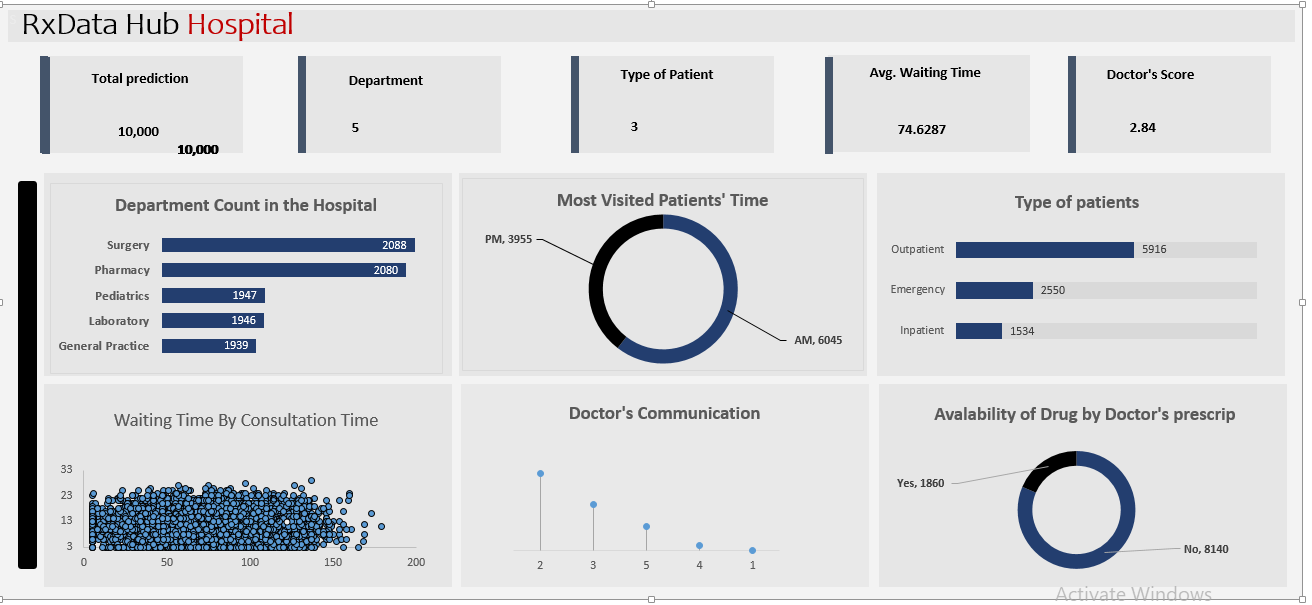 RxData Hub Hospital
Total prediction
10,000
10,000
Department
5
Type of Patient
3
Avg. Waiting Time
74.6287
Doctor's Score
2.84
Department Count in the Hospital
Surgery 2088
Pharmacy 2080
Pediatrics 1947
Laboratory 1946
General Practice 1939
Most Visited Patients' Time
PM, 3955
AM, 6045
Type of patients
Outpatient 5916
Emergency 2550
Inpatient 1534
Waiting Time By Consultation Time
33
23
13
3
0 50 100 150 200
Doctor's Communication
2 3 5 4 1
Avalability of Drug by Doctor's prescrip
Yes, 1860
No, 8140
Activate Windows